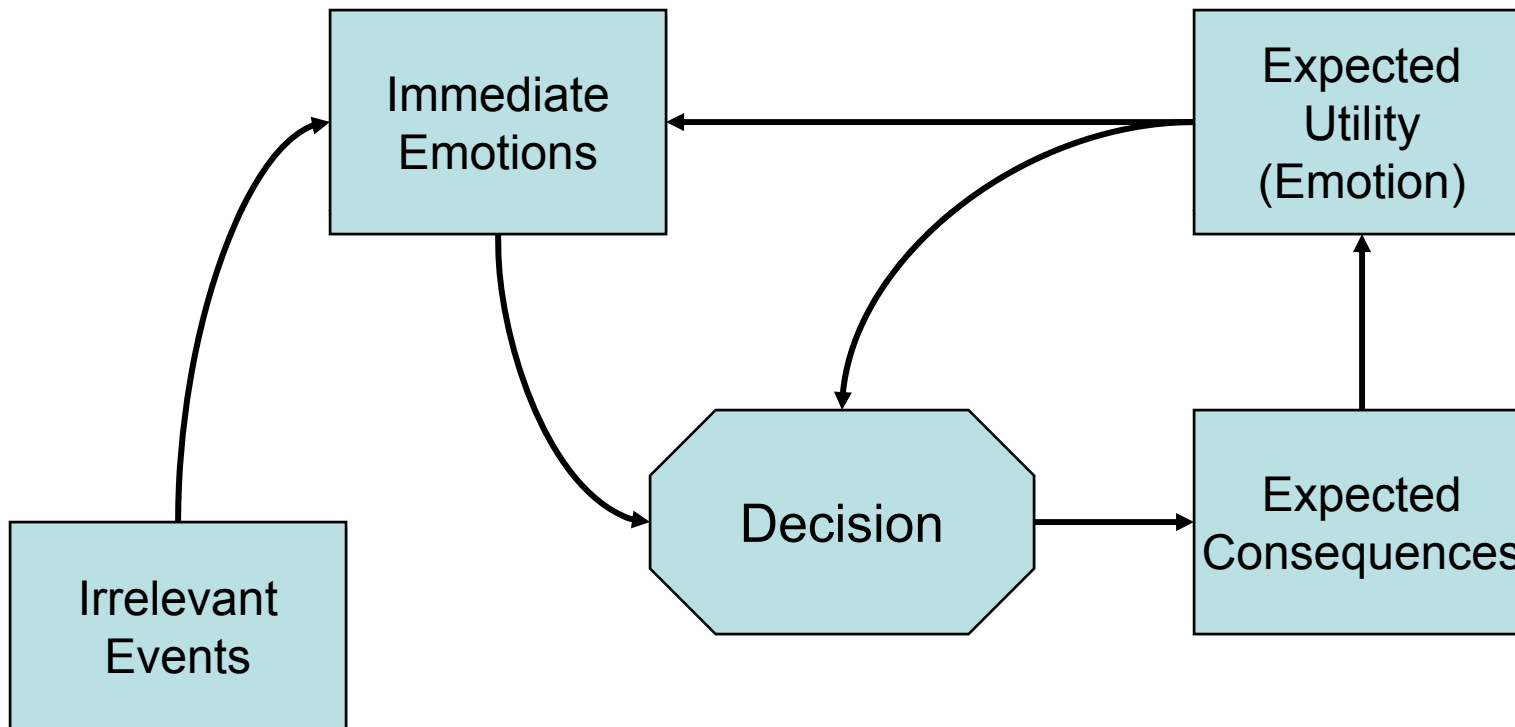 Immediate
Emotions
Expected
Utility
(Emotion)
Decision
Expected
Consequences
Irrelevant
Events